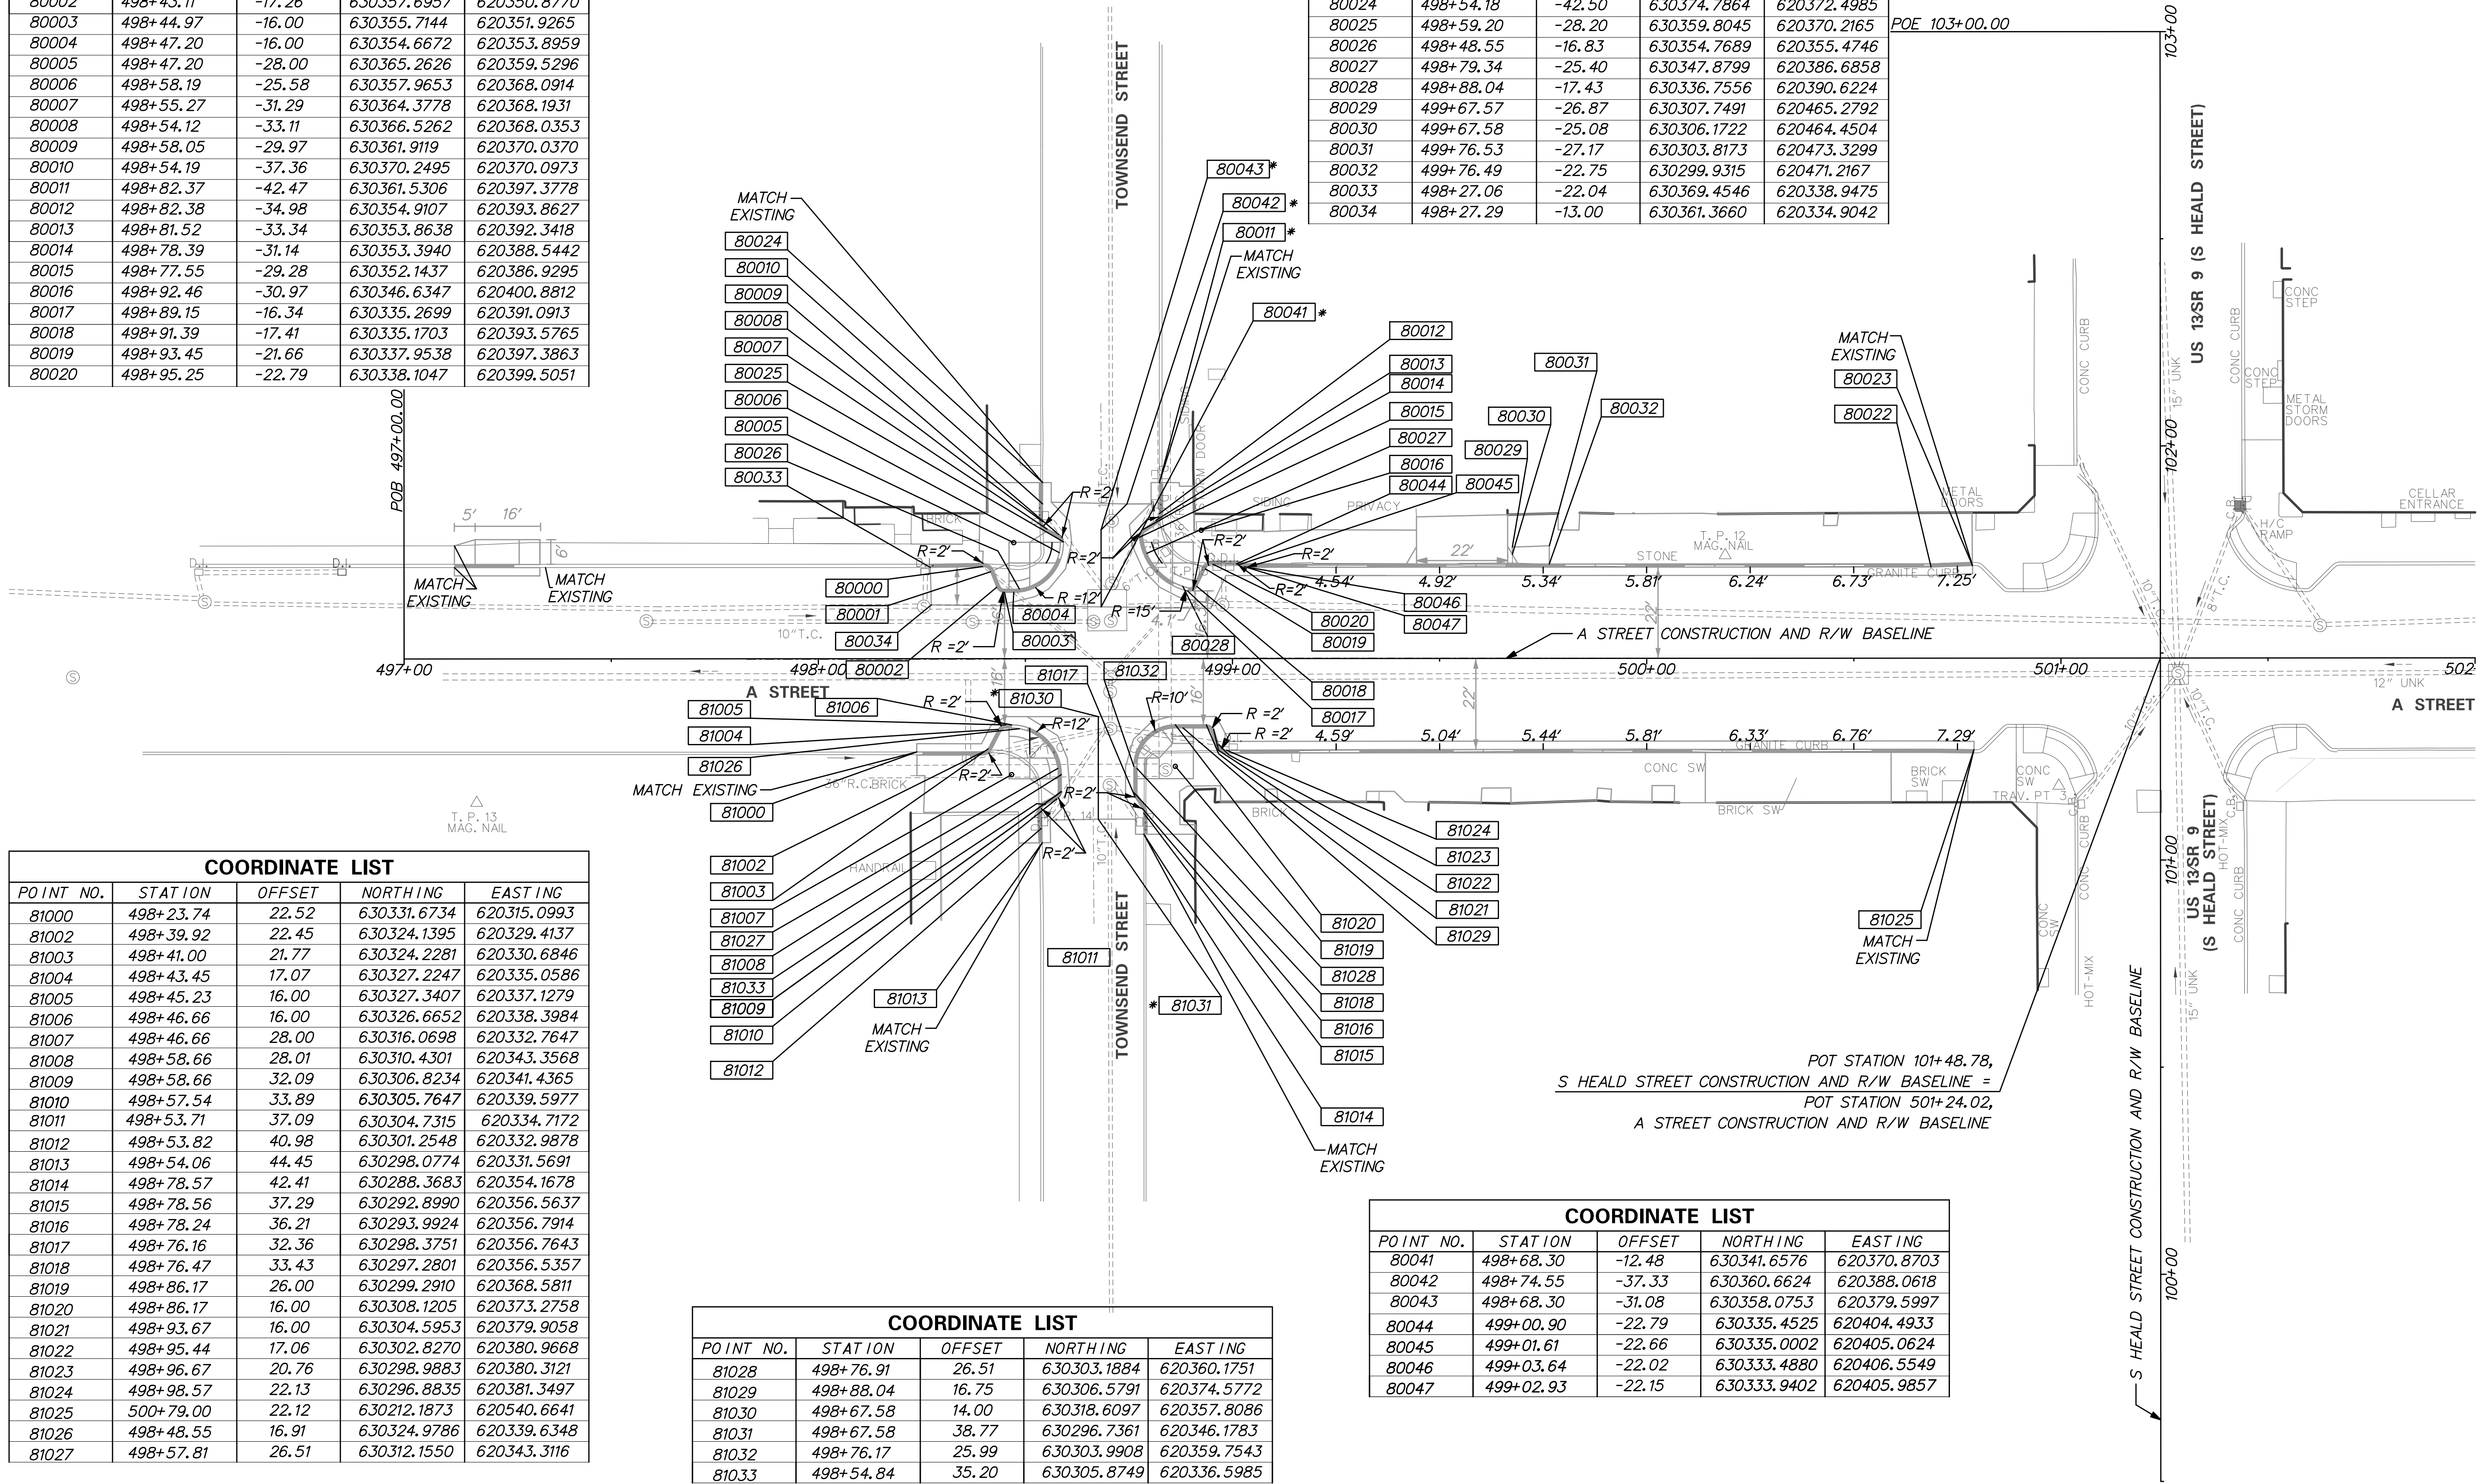 80002 498+43.11 -17.26 630357.6957 620350.8770
80003 498+44.97 -16.00 630355.7144 620351.9265
80004 498+47.20 -16.00 630354.6672 620353.8959
80005 498+47.20 -28.00 630365.2626 620359.5296
80006 498+58.19 -25.58 630357.9653 620368.0914
80007 498+55.27 -31.29 630364.3778 620368.1931
80008 498+54.12 -33.11 630366.5262 620368.0353
80009 498+58.05 -29.97 630361.9119 620370.0370
80010 498+54.19 -37.36 630370.2495 620370.0973
80011 498+82.37 -42.47 630361.5306 620397.3778
80012 498+82.38 -34.98 630354.9107 620393.8627
80013 498+81.52 -33.34 630353.8638 620392.3418
80014 498+78.39 -31.14 630353.3940 620388.5442
80015 498+77.55 -29.28 630352.1437 620386.9295
80016 498+92.46 -30.97 630346.6347 620400.8812
80017 498+89.15 -16.34 630335.2699 620391.0913
80018 498+91.39 -17.41 630335.1703 620393.5765
80019 498+93.45 -21.66 630337.9538 620397.3863
80020 498+95.25 -22.79 630338.1047 620399.5051
80024 498+54.18 -42.50 630374.7864 620372.4985
80025 498+59.20 -28.20 630359.8045 620370.2165
80026 498+48.55 -16.83 630354.7689 620355.4746
80027 498+79.34 -25.40 630347.8799 620386.6858
80028 498+88.04 -17.43 630336.7556 620390.6224
80029 499+67.57 -26.87 630307.7491 620465.2792
80030 499+67.58 -25.08 630306.1722 620464.4504
80031 499+76.53 -27.17 630303.8173 620473.3299
80032 499+76.49 -22.75 630299.9315 620471.2167
80033 498+27.06 -22.04 630369.4546 620338.9475
80034 498+27.29 -13.00 630361.3660 620334.9042
POE 103+00.00
103+00
US 13/SR 9 (S HEALD STREET)
TOWNSEND STREET
MATCH
EXISTING
80024
80010
80009
80008
80007
80025
80006
80005
80026
80033
80043 *
80042 *
80011 *
MATCH
EXISTING
80041 *
80012
80013
80014
80015
80027
80016
80044
80045
80029
80030
80031
80032
MATCH
EXISTING
80023
80022
CONC CURB
CONC CURB
CONC
STEP
CONC
STEP
METAL
STORM
DOORS
15" UNK
102+00
CELLAR
ENTRANCE
H/C
RAMP
C.B.
POB 497+00.00
5'
16'
6'
D.I.
D.I.
MATCH
EXISTING
MATCH
EXISTING
BRICK
SIDING
STORM DOOR
SIDING
PRIVACY
22'
STONE
T. P. 12
MAG. NAIL
METAL
DOORS
GRANITE CURB
R=2'
R=2'
R=2'
R=2'
R=2'
R=2'
R =12'
R =15'
4.1'
16'
16'
22'
4.54'
4.92'
5.34'
5.81'
6.24'
6.73'
7.25'
80000
80001
80034
80002
80004
80003
R =2'
80028
80046
80047
80020
80019
80018
80017
10"T.C.
A STREET CONSTRUCTION AND R/W BASELINE
497+00
498+00
499+00
500+00
501+00
502
12" UNK
A STREET
A STREET
10"T.C.
8"T.C.
10"T.C.
10"T.C.
81017
81032
* 81030
81005
81006
81004
81026
MATCH EXISTING
81000
81002
81003
81007
81027
81008
81033
81009
81010
81012
R =2'
R=12'
R=10'
R =2'
R =2'
R=2'
R=2'
R=2'
16'
16'
22'
4.59'
5.04'
5.44'
5.81'
6.33'
6.76'
7.29'
GRANITE CURB
CONC SW
BRICK SW
BRICK
SW
CONC
SW
TRAV. PT 3
36"R.C.
BRICK
BRICK
HANDRAIL
10"T.C.
T. P. 13
MAG. NAIL
81013
MATCH
EXISTING
81011
TOWNSEND STREET
* 81031
81024
81023
81022
81021
81029
81020
81019
81028
81018
81016
81015
81014
MATCH
EXISTING
81025
MATCH
EXISTING
CONC
SW
CONC CURB
HOT-MIX
101+00
US 13/SR 9
(S HEALD STREET)
HOT-MIX
CONC CURB
C.B.
C.B.
15" UNK
POT STATION 101+48.78,
S HEALD STREET CONSTRUCTION AND R/W BASELINE =
POT STATION 501+24.02,
A STREET CONSTRUCTION AND R/W BASELINE
S HEALD STREET CONSTRUCTION AND R/W BASELINE
100+00
COORDINATE LIST
POINT NO. STATION OFFSET NORTHING EASTING
81000 498+23.74 22.52 630331.6734 620315.0993
81002 498+39.92 22.45 630324.1395 620329.4137
81003 498+41.00 21.77 630324.2281 620330.6846
81004 498+43.45 17.07 630327.2247 620335.0586
81005 498+45.23 16.00 630327.3407 620337.1279
81006 498+46.66 16.00 630326.6652 620338.3984
81007 498+46.66 28.00 630316.0698 620332.7647
81008 498+58.66 28.01 630310.4301 620343.3568
81009 498+58.66 32.09 630306.8234 620341.4365
81010 498+57.54 33.89 630305.7647 620339.5977
81011 498+53.71 37.09 630304.7315 620334.7172
81012 498+53.82 40.98 630301.2548 620332.9878
81013 498+54.06 44.45 630298.0774 620331.5691
81014 498+78.57 42.41 630288.3683 620354.1678
81015 498+78.56 37.29 630292.8990 620356.5637
81016 498+78.24 36.21 630293.9924 620356.7914
81017 498+76.16 32.36 630298.3751 620356.7643
81018 498+76.47 33.43 630297.2801 620356.5357
81019 498+86.17 26.00 630299.2910 620368.5811
81020 498+86.17 16.00 630308.1205 620373.2758
81021 498+93.67 16.00 630304.5953 620379.9058
81022 498+95.44 17.06 630302.8270 620380.9668
81023 498+96.67 20.76 630298.9883 620380.3121
81024 498+98.57 22.13 630296.8835 620381.3497
81025 500+79.00 22.12 630212.1873 620540.6641
81026 498+48.55 16.91 630324.9786 620339.6348
81027 498+57.81 26.51 630312.1550 620343.3116
COORDINATE LIST
POINT NO. STATION OFFSET NORTHING EASTING
81028 498+76.91 26.51 630303.1884 620360.1751
81029 498+88.04 16.75 630306.5791 620374.5772
81030 498+67.58 14.00 630318.6097 620357.8086
81031 498+67.58 38.77 630296.7361 620346.1783
81032 498+76.17 25.99 630303.9908 620359.7543
81033 498+54.84 35.20 630305.8749 620336.5985
COORDINATE LIST
POINT NO. STATION OFFSET NORTHING EASTING
80041 498+68.30 -12.48 630341.6576 620370.8703
80042 498+74.55 -37.33 630360.6624 620388.0618
80043 498+68.30 -31.08 630358.0753 620379.5997
80044 499+00.90 -22.79 630335.4525 620404.4933
80045 499+01.61 -22.66 630335.0002 620405.0624
80046 499+03.64 -22.02 630333.4880 620406.5549
80047 499+02.93 -22.15 630333.9402 620405.9857